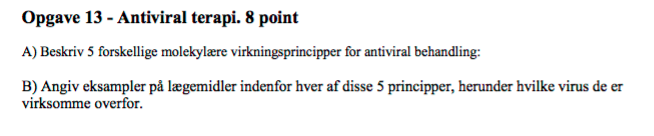 Opgave 13 - Antiviral terapi. 8 point
A) Beskriv 5 forskellige molekylære virkningsprincipper for antiviral behandling:
B) Angiv eksampler på lægemidler indenfor hver af disse 5 principper, herunder hvilke virus de er
virksomme overfor.